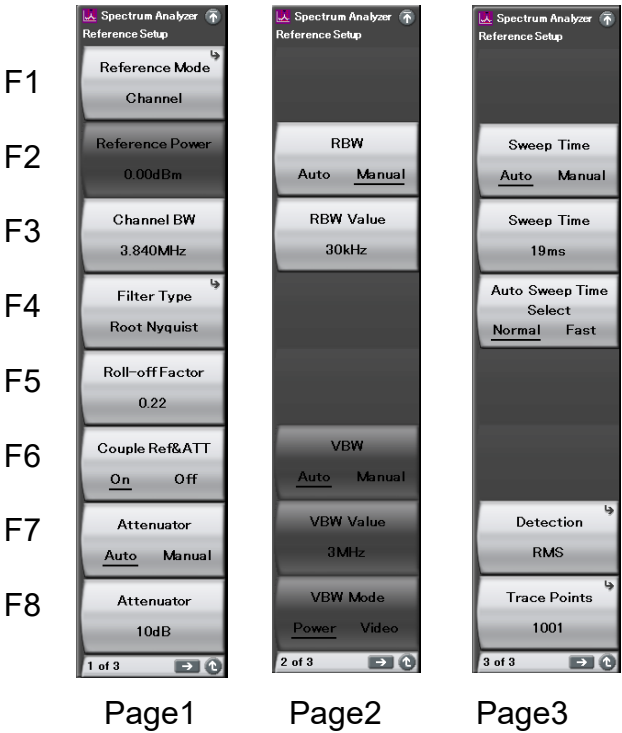 Spectrum Analyzer
Reference Setup
F1
Reference Mode
Channel
F2
Reference Power
0.00dBm
F3
Channel BW
3.840MHz
F4
Filter Type
Root Nyquist
F5
Roll-off Factor
0.22
F6
Couple Ref&ATT
On Off
F7
Attenuator
Auto Manual
F8
Attenuator
10dB
1 of 3
Page1
Spectrum Analyzer
Reference Setup
RBW
Auto Manual
RBW Value
30kHz
VBW
Auto Manual
VBW Value
3MHz
VBW Mode
Power Video
2 of 3
Page2
Spectrum Analyzer
Reference Setup
Sweep Time
Auto Manual
Sweep Time
19ms
Auto Sweep Time
Select
Normal Fast
Detection
RMS
Trace Points
1001
3 of 3
Page3